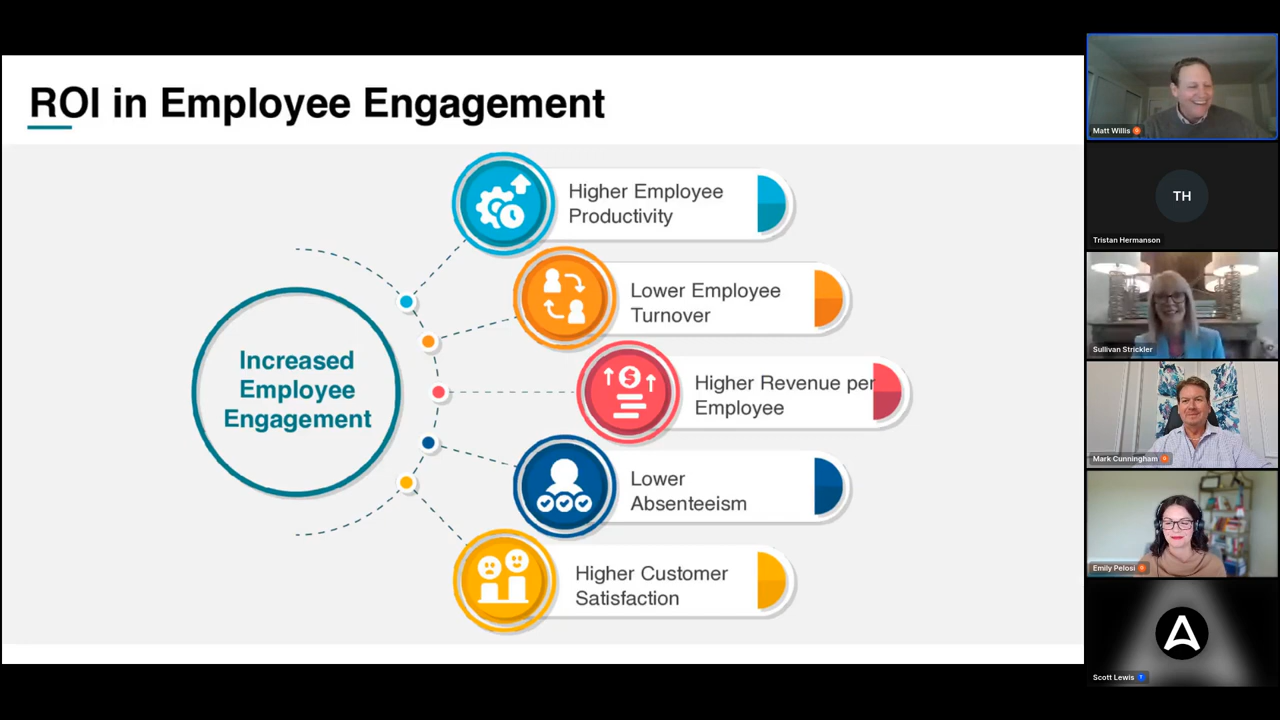 ROI in Employee Engagement
Increased
Employee
Engagement
Higher Employee
Productivity
Lower Employee
Turnover
Higher Revenue per
Employee
Lower
Absenteeism
Higher Customer
Satisfaction
Matt Willis
TH
Tristan Hermanson
Sullivan Strickler
Mark Cunningham
Emily Pelosi
Scott Lewis